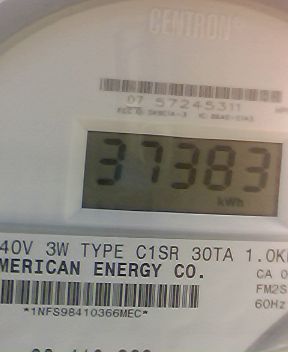 CENTRON®
07 57245311
37383
kWh
40V 3W TYPE C1SR 30TA 1.0K
MERICAN ENERGY CO.
CA 0
FM2S
60Hz
*1NFS98410366MEC*